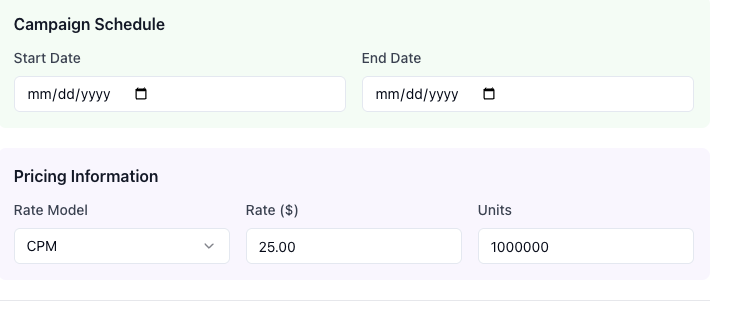 Campaign Schedule
Start Date End Date
mm/dd/yyyy mm/dd/yyyy
Pricing Information
Rate Model Rate ($) Units
CPM 25.00 1000000